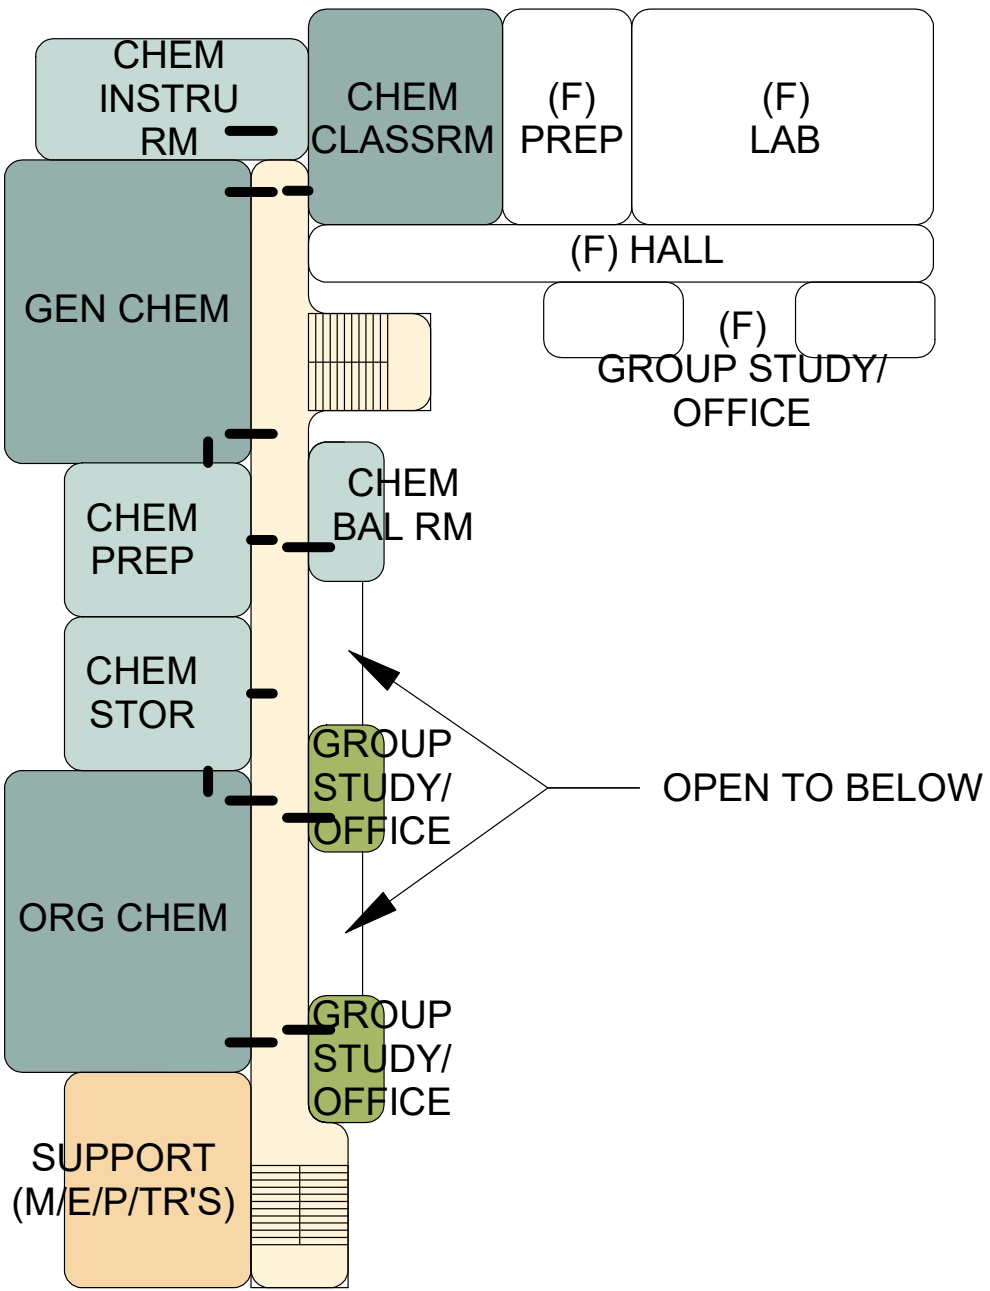 CHEM
INSTRU
RM
CHEM
CLASSRM
(F)
PREP
(F)
LAB
(F) HALL
GEN CHEM
(F)
GROUP STUDY/
OFFICE
CHEM
PREP
CHEM
BAL RM
CHEM
STOR
GROUP
STUDY/
OFFICE
OPEN TO BELOW
ORG CHEM
GROUP
STUDY/
OFFICE
SUPPORT
(M/E/P/TR'S)